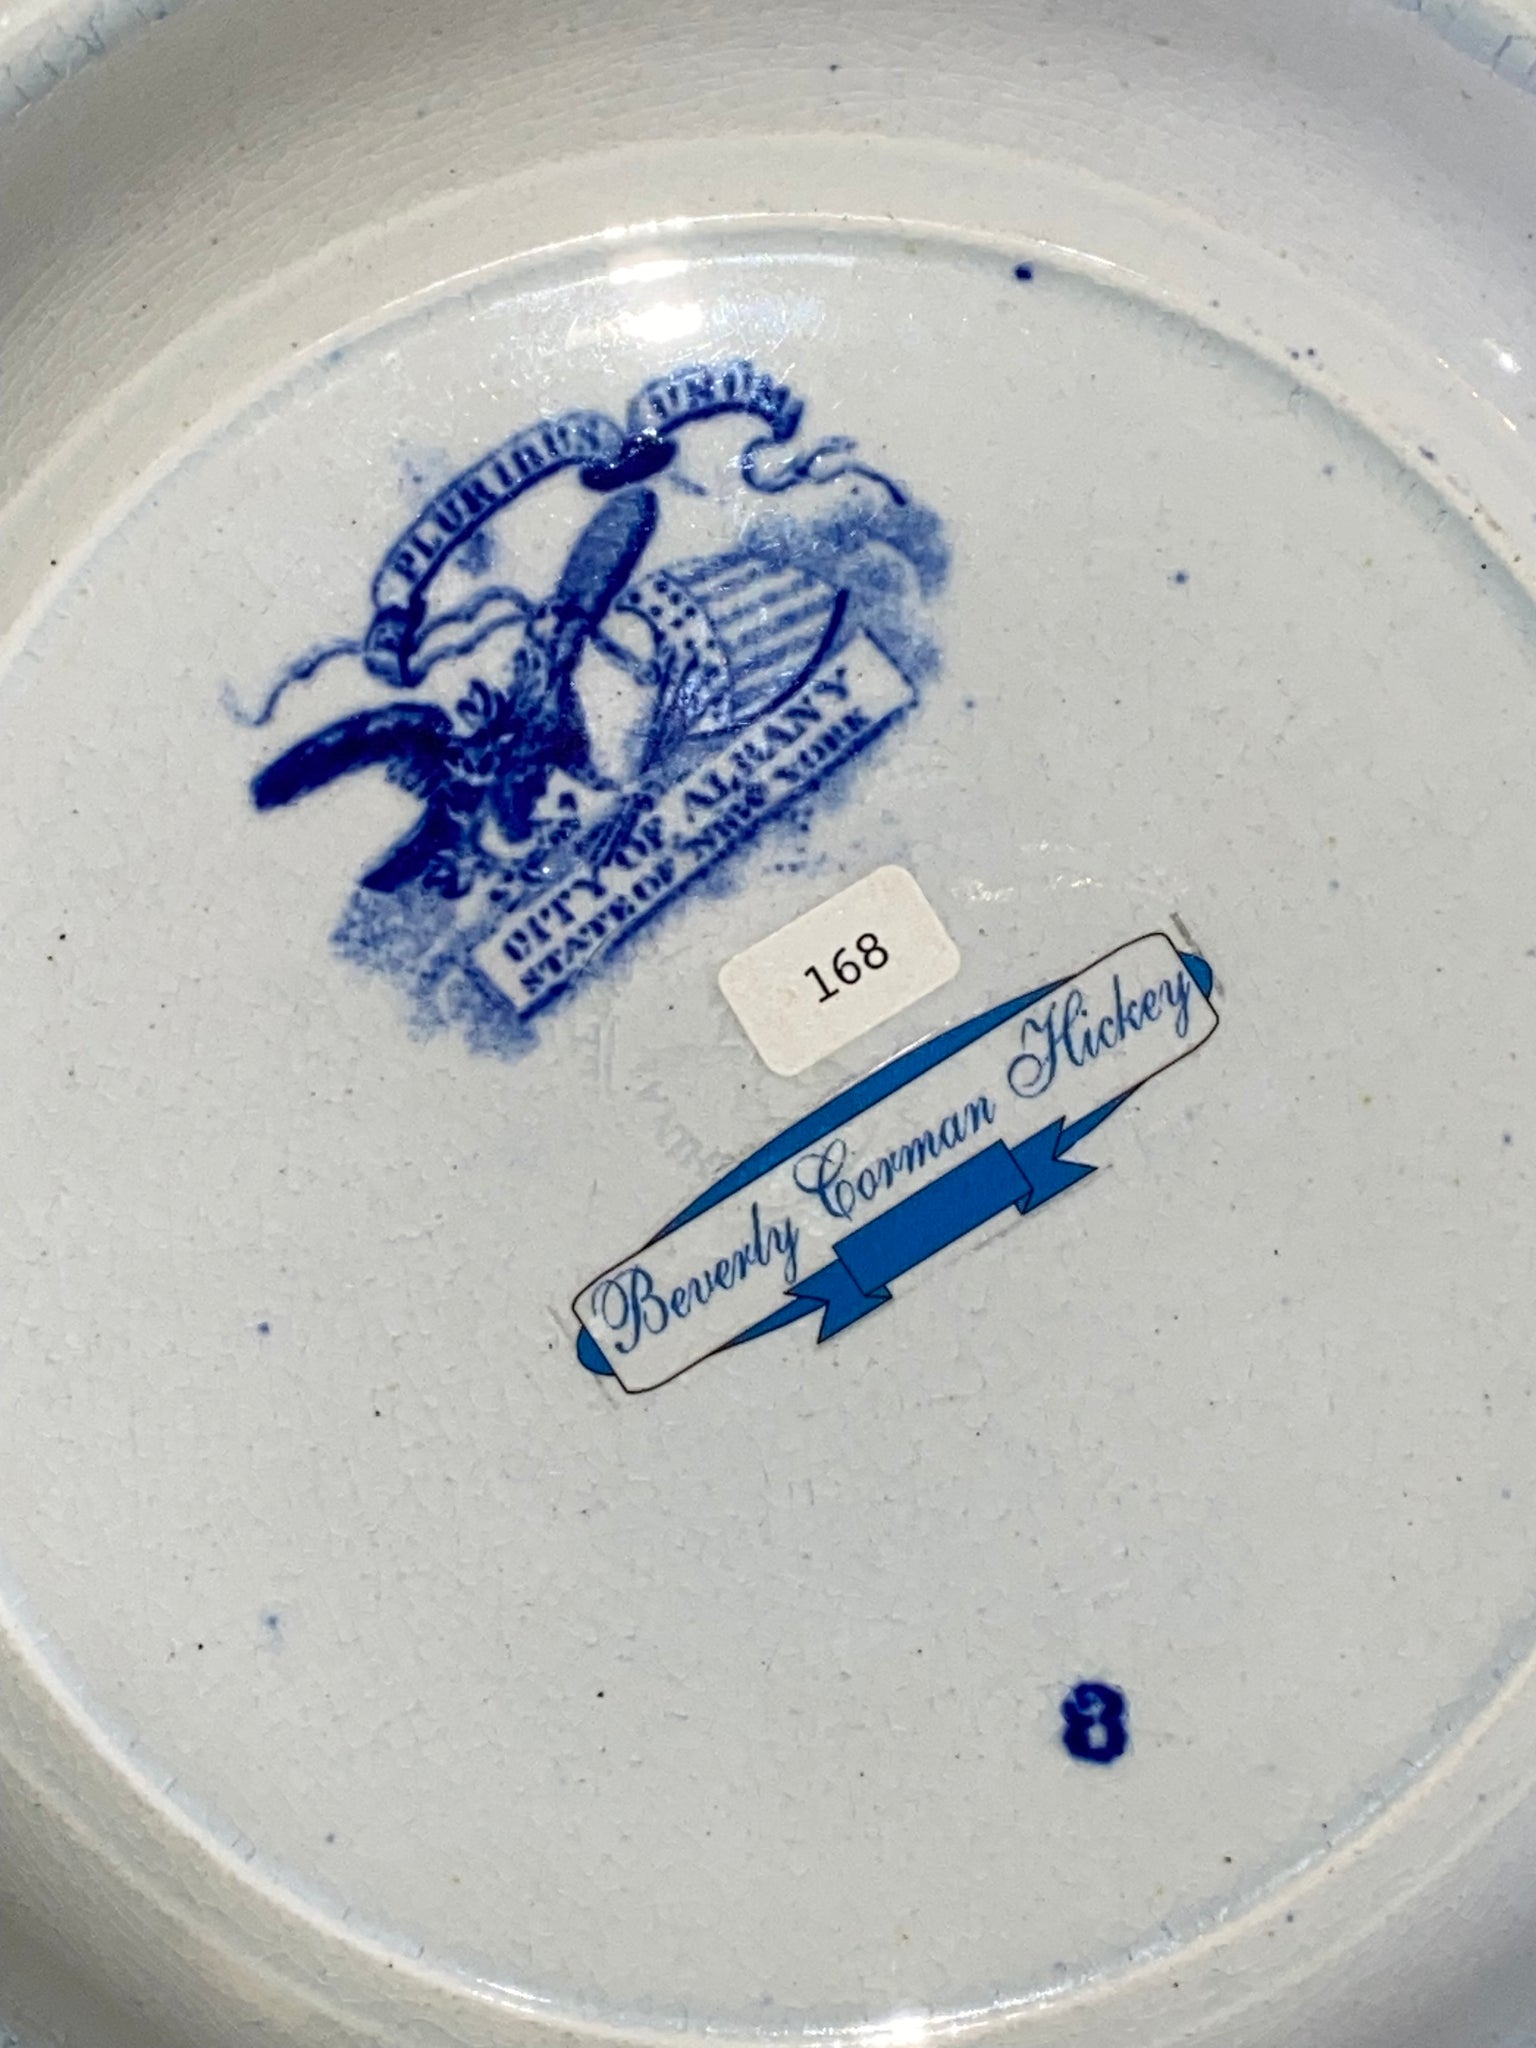 E PLURIBUS UNUM
CITY OF ALBANY
STATE OF NEW YORK
168
Beverly Corman Hickey
8